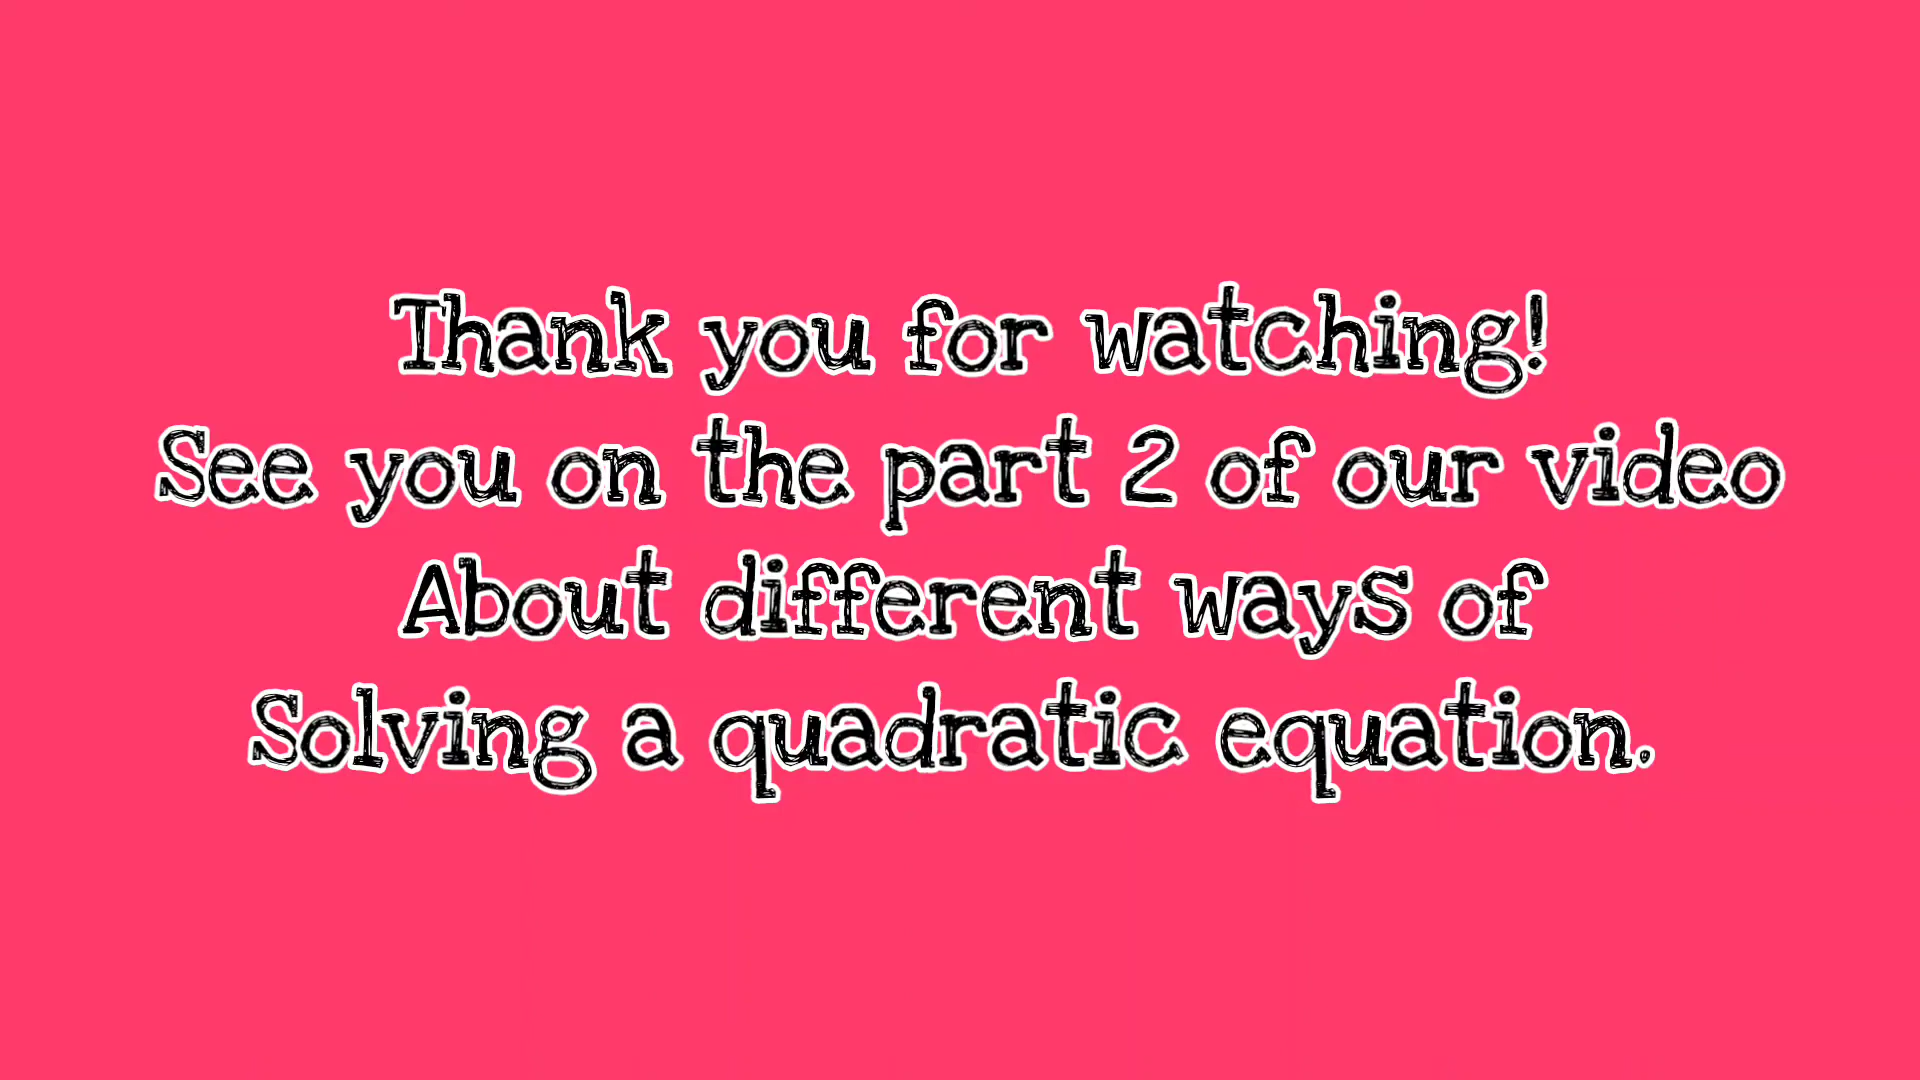 Thank you for watching!
See you on the part 2 of our video
About different ways of
Solving a quadratic equation.